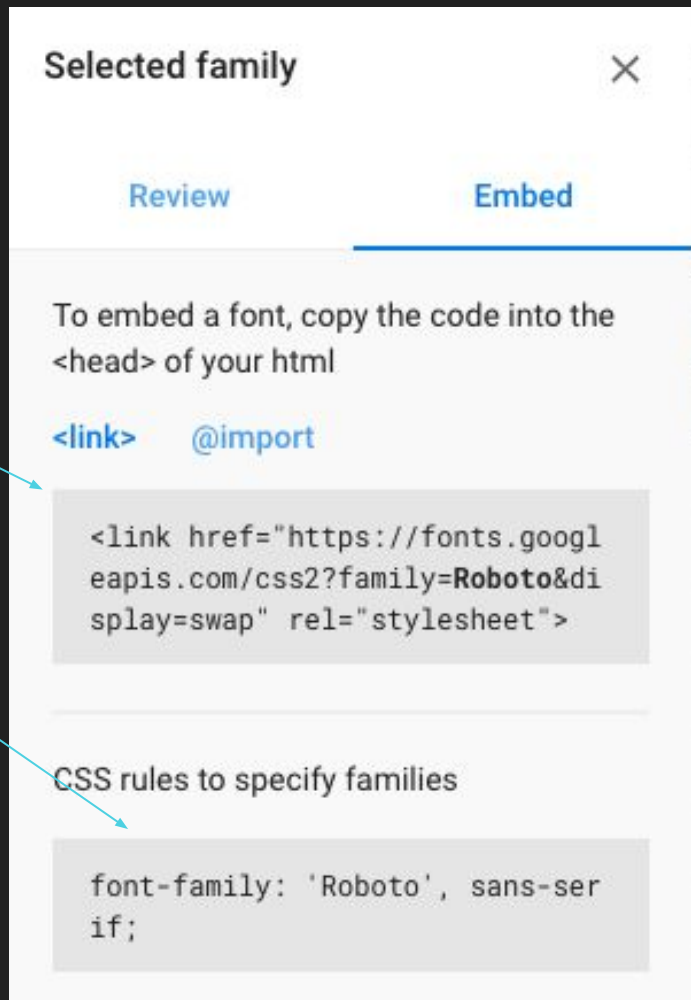 Selected family
Review Embed
To embed a font, copy the code into the
<head> of your html
<link> @import
<link href="https://fonts.googl
eapis.com/css2?family=Roboto&di
splay=swap" rel="stylesheet">
CSS rules to specify families
font-family: 'Roboto', sans-ser
if;